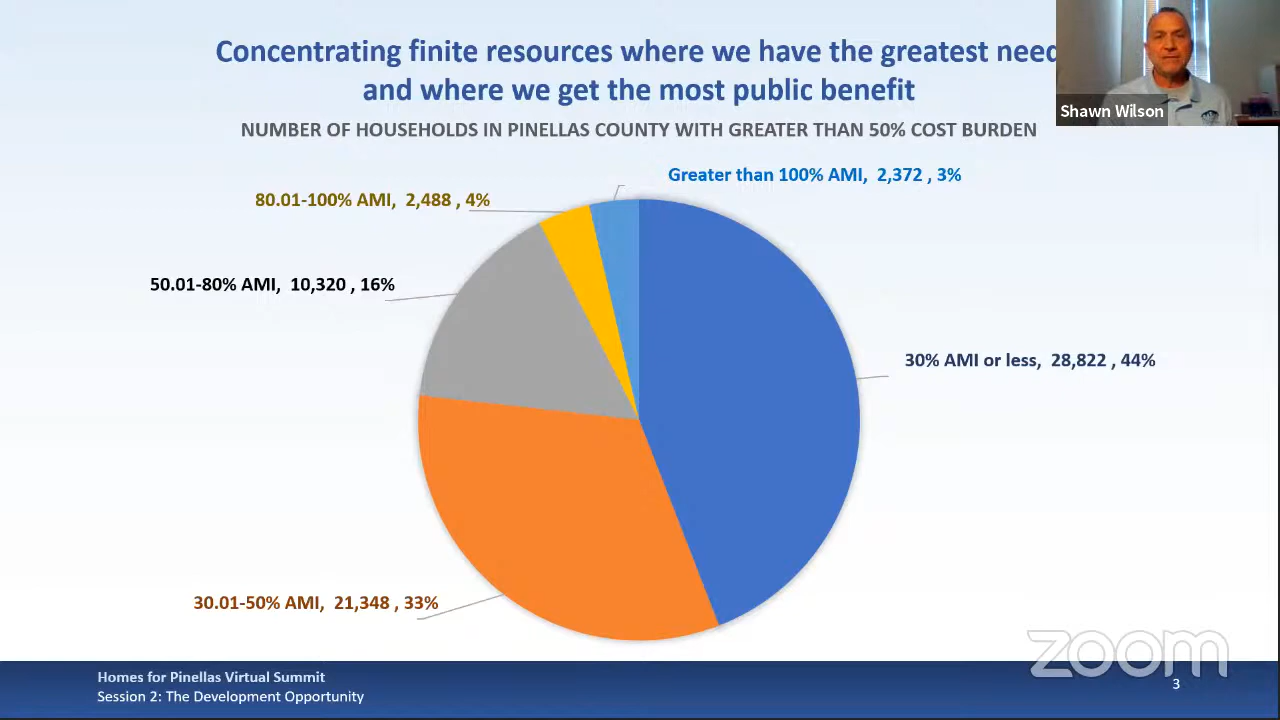 Concentrating finite resources where we have the greatest need
and where we get the most public benefit
Shawn Wilson
NUMBER OF HOUSEHOLDS IN PINELLAS COUNTY WITH GREATER THAN 50% COST BURDEN
Greater than 100% AMI, 2,372 , 3%
80.01-100% AMI, 2,488 , 4%
50.01-80% AMI, 10,320 , 16%
30% AMI or less, 28,822 , 44%
30.01-50% AMI, 21,348 , 33%
zoom
Homes for Pinellas Virtual Summit
Session 2: The Development Opportunity
3